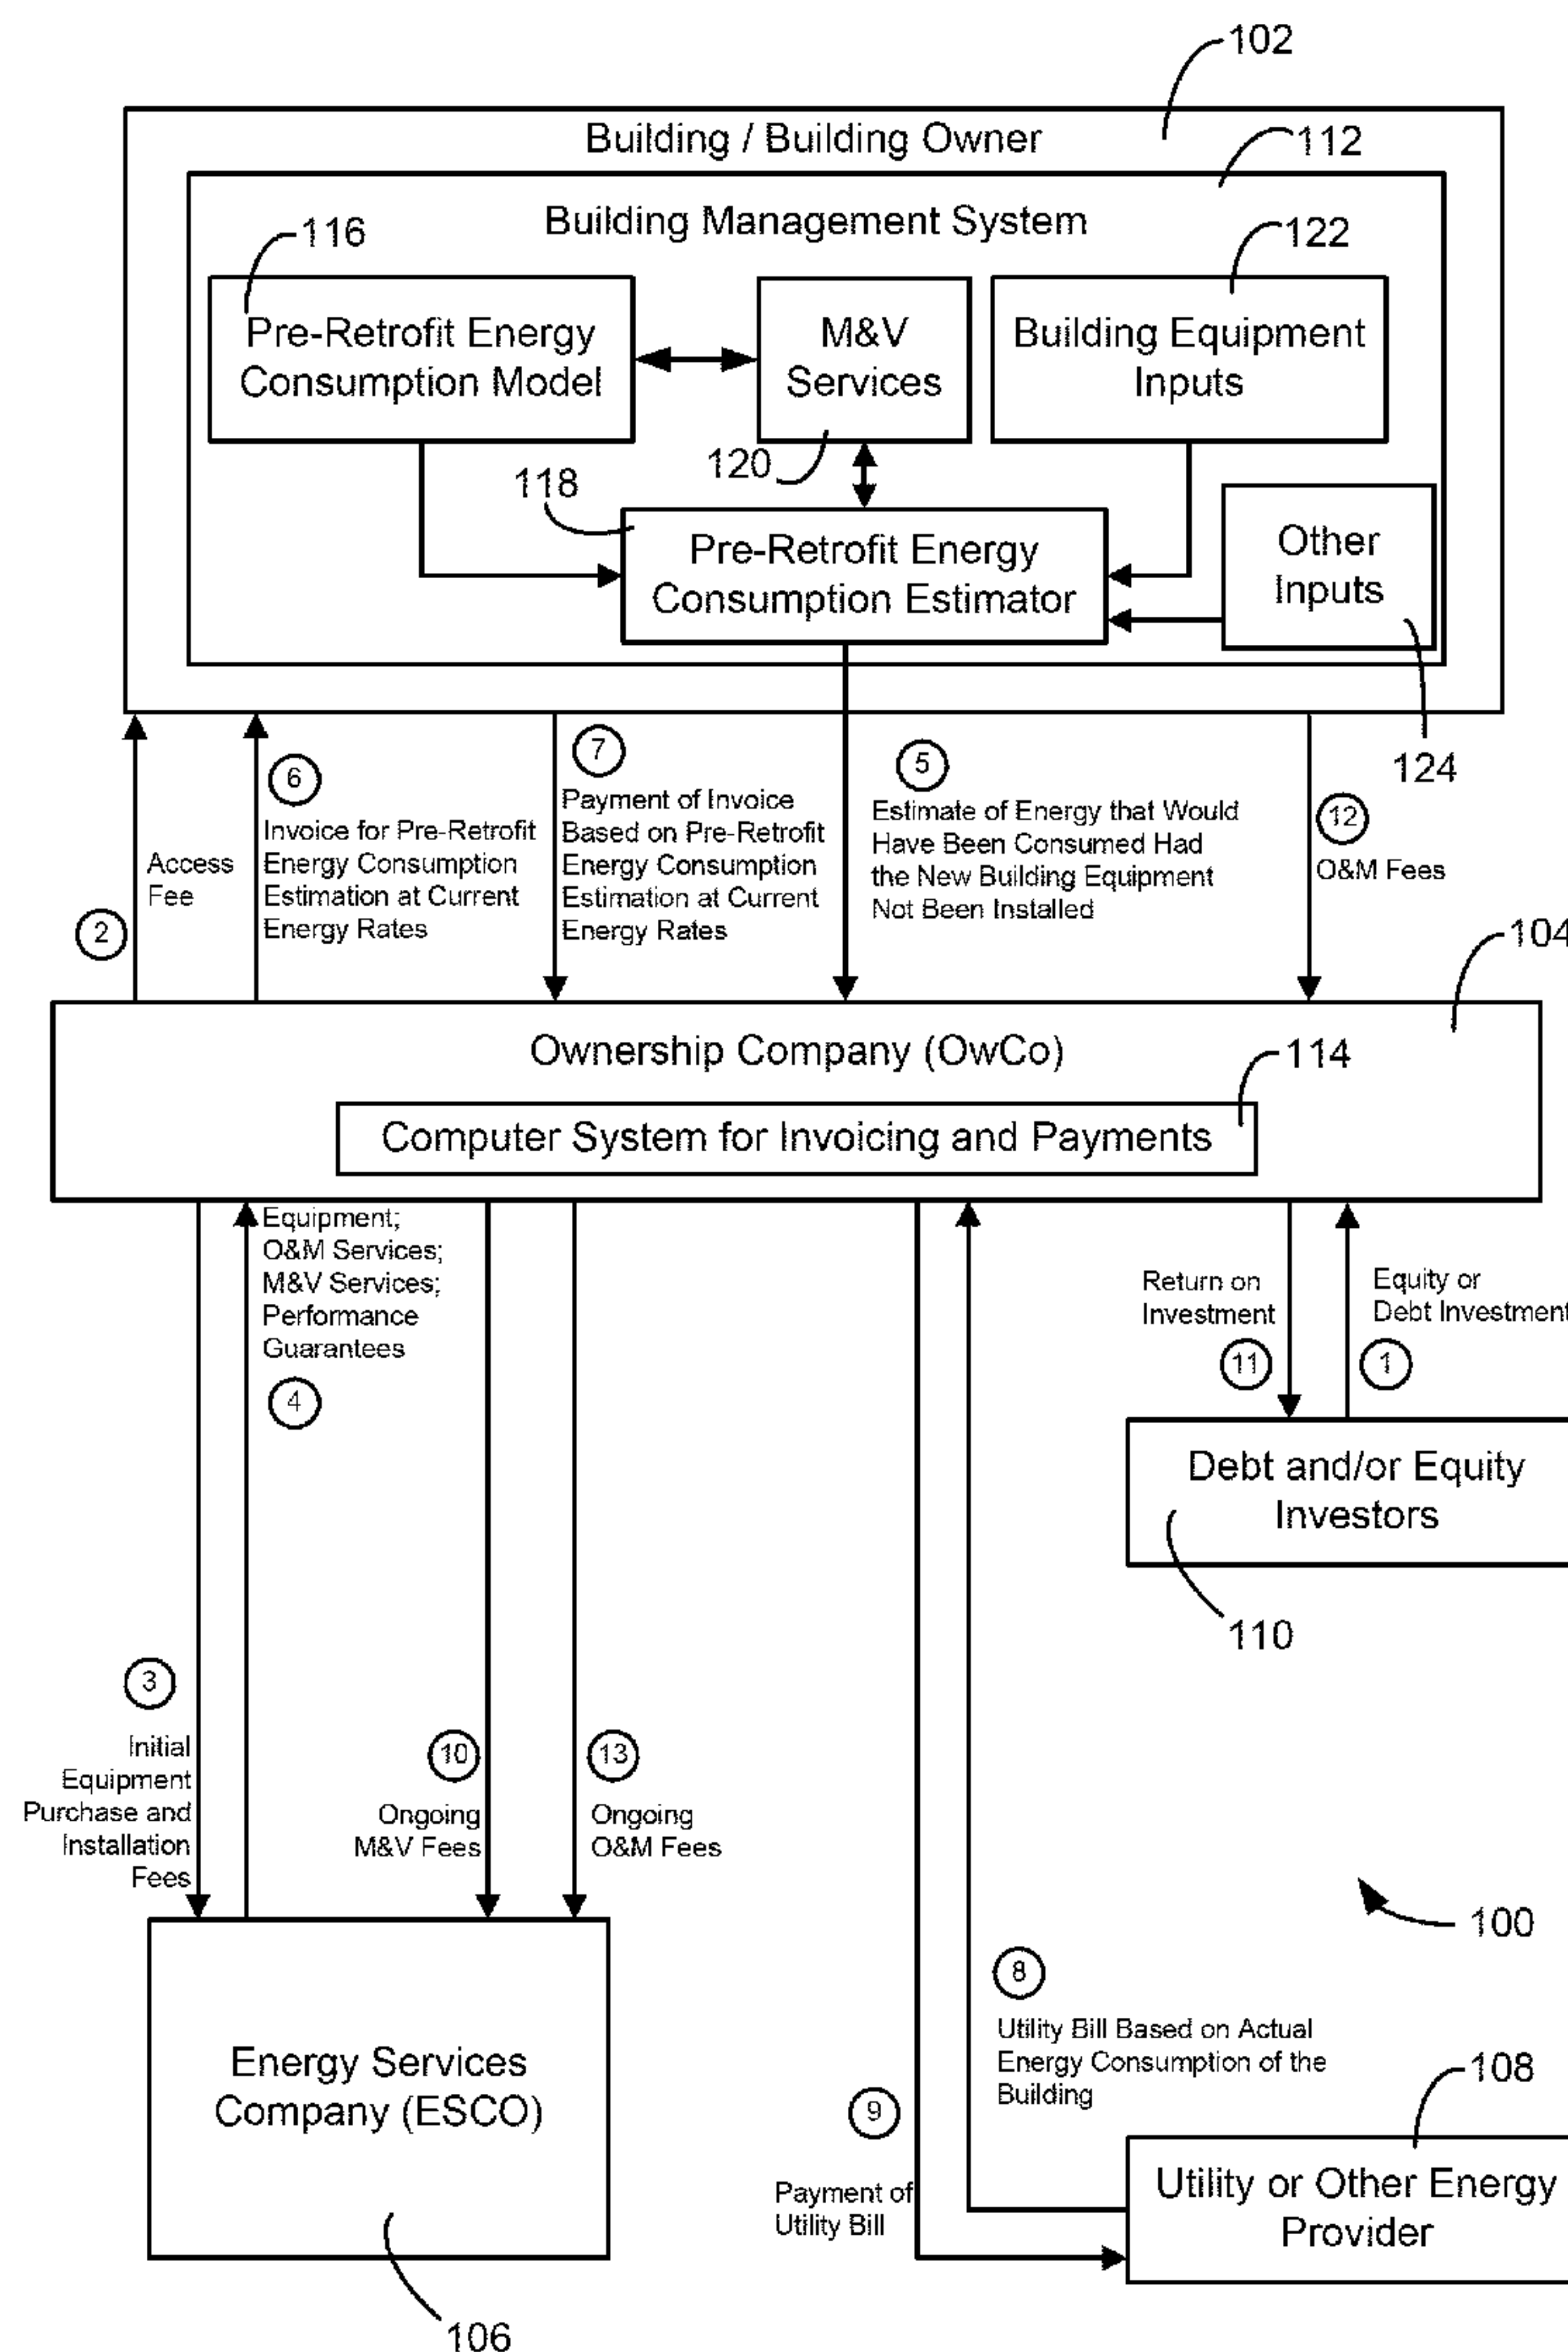 102
Building / Building Owner
112
Building Management System
116
122
Pre-Retrofit Energy
Consumption Model
M&V
Services
Building Equipment
Inputs
120
118
Pre-Retrofit Energy
Consumption Estimator
Other
Inputs
124
2
Access
Fee
6
Invoice for Pre-Retrofit
Energy Consumption
Estimation at Current
Energy Rates
7
Payment of Invoice
Based on Pre-Retrofit
Energy Consumption
Estimation at Current
Energy Rates
5
Estimate of Energy that Would
Have Been Consumed Had
the New Building Equipment
Not Been Installed
12
O&M Fees
104
Ownership Company (OwCo)
114
Computer System for Invoicing and Payments
Equipment;
O&M Services;
M&V Services;
Performance
Guarantees
4
Return on
Investment
11
Equity or
Debt Investment
1
Debt and/or Equity
Investors
110
3
Initial
Equipment
Purchase and
Installation
Fees
10
Ongoing
M&V Fees
13
Ongoing
O&M Fees
100
8
Utility Bill Based on Actual
Energy Consumption of the
Building
9
Payment of
Utility Bill
108
Utility or Other Energy
Provider
Energy Services
Company (ESCO)
106